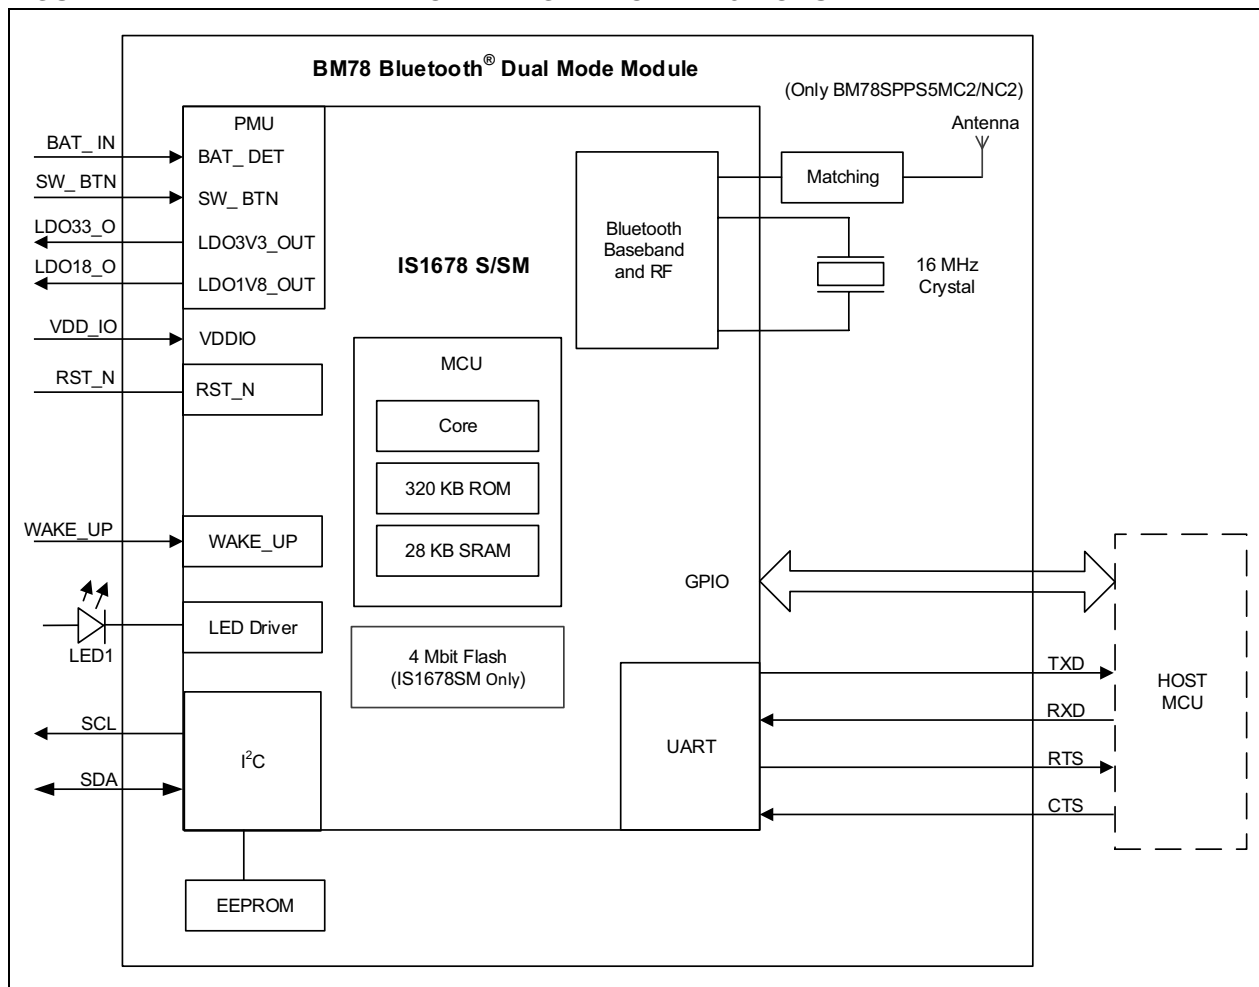 BM78 Bluetooth® Dual Mode Module
(Only BM78SPPS5MC2/NC2)
Antenna
BAT_ IN
PMU
BAT_ DET
SW_ BTN
SW_ BTN
LDO33_O
LDO3V3_OUT
LDO18_O
LDO1V8_OUT
VDD_IO
VDDIO
RST_N
RST_N
IS1678 S/SM
Bluetooth
Baseband
and RF
Matching
16 MHz
Crystal
MCU
Core
320 KB ROM
28 KB SRAM
WAKE_UP
WAKE_UP
LED1
LED Driver
4 Mbit Flash
(IS1678SM Only)
GPIO
SCL
SDA
I²C
EEPROM
UART
TXD
RXD
RTS
CTS
HOST
MCU